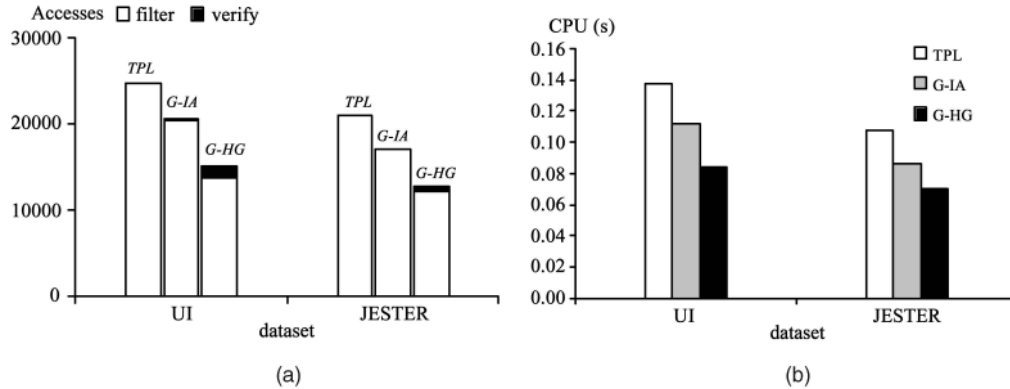 Accesses filter verify
30000
20000
10000
0
TPL
G-IA
G-HG
TPL
G-IA
G-HG
UI JESTER
dataset
(a)
CPU (s)
0.16
0.14
0.12
0.10
0.08
0.06
0.04
0.02
0.00
TPL
G-IA
G-HG
UI JESTER
dataset
(b)